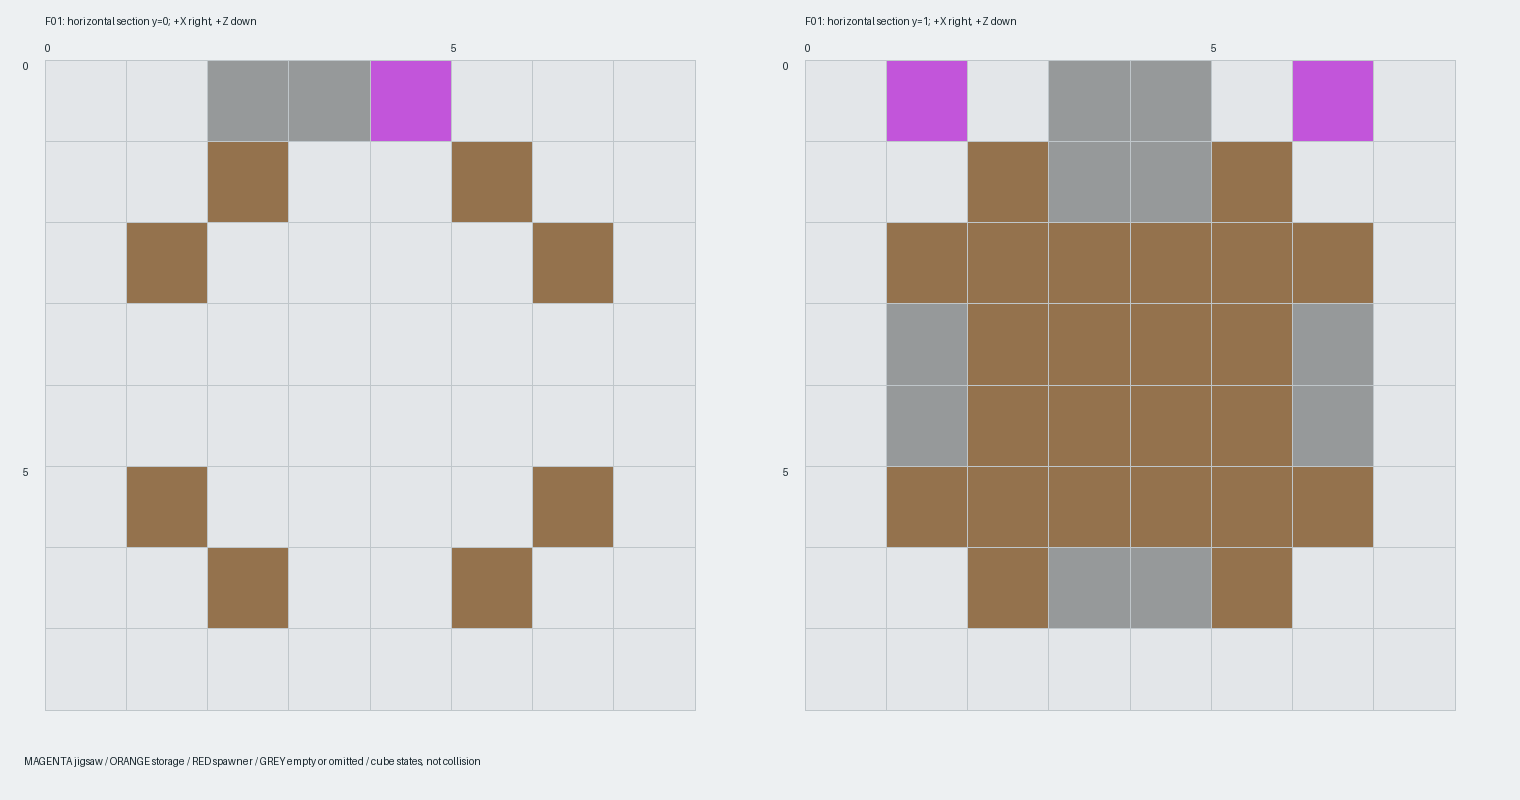 F01: horizontal section y=0; +X right, +Z down
F01: horizontal section y=1; +X right, +Z down
0 5
0 5
0
0
5
5
MAGENTA jigsaw / ORANGE storage / RED spawner / GREY empty or omitted / cube states, not collision